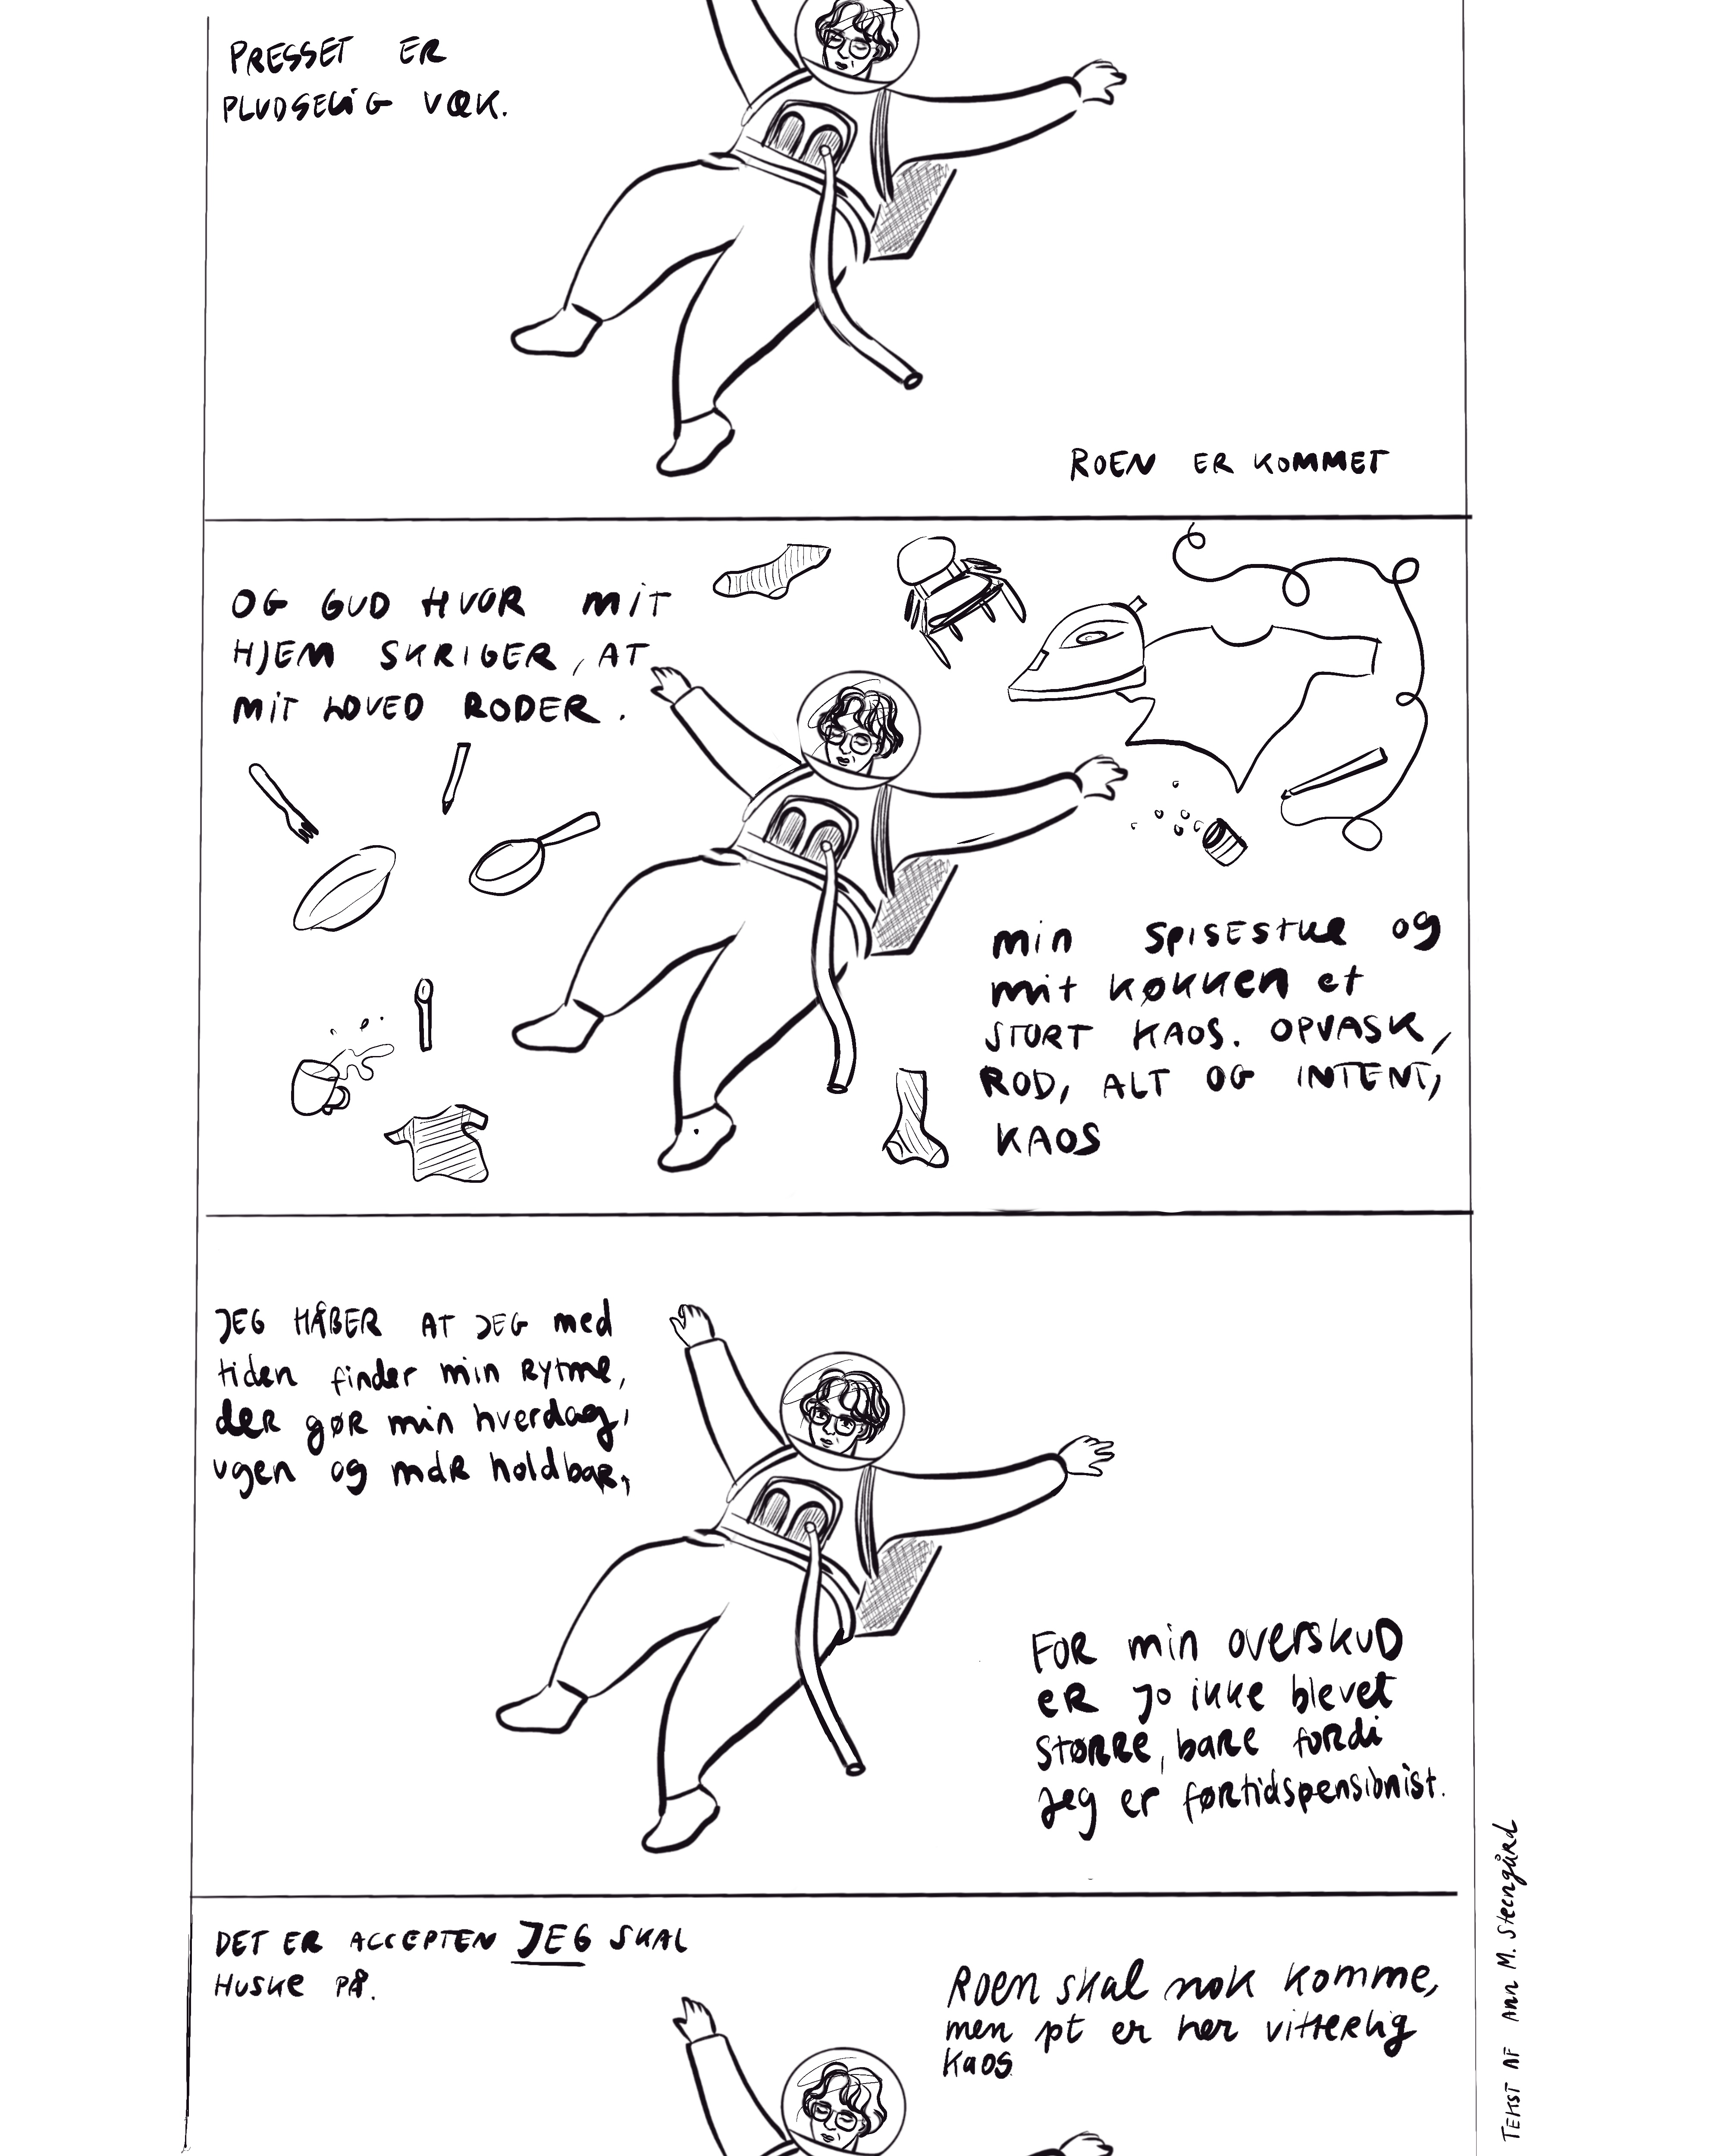 PRESSET ER
PLUDSELIG VÆK.
ROEN ER KOMMET
OG GUD HVOR MIT
HJEM SKRIGER, AT
MIT HOVED RODER.
min SPISEstue og
mit køkken et
STORT KAOS. OPVASK,
ROD, ALT OG INTENT,
KAOS
JEG HÅBER AT JEG med
tiden finder min Rytme,
deR gøR min hverdag,
ugen og mdR holdbaR,
FOR min overskuD
eR jo ikke blevet
støRRe, baRe fordi
jeg er føRtidspensionist.
DET ER ACCEPTEN JEG SKAL
HUSKe PÅ.
Roen skal nok komme,
men pt er her vitterlig
Kaos
TEKST AF Ann M. Steengård